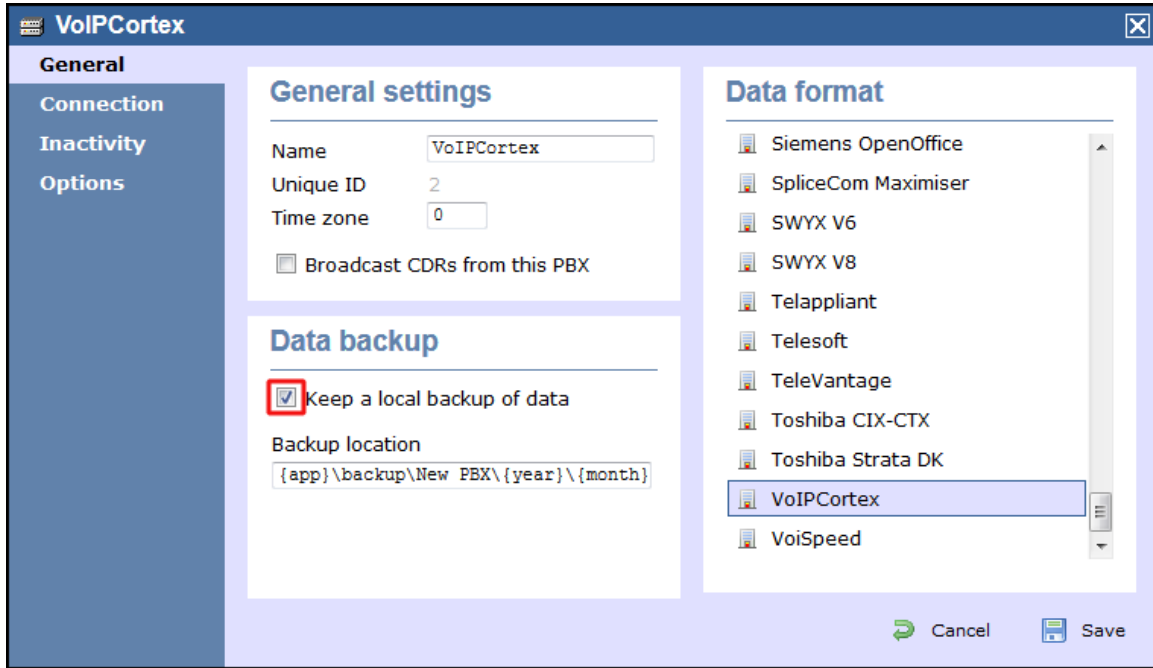 VoIPCortex
General
Connection
Inactivity
Options
General settings
Name VoIPCortex
Unique ID 2
Time zone 0
Broadcast CDRs from this PBX
Data backup
Keep a local backup of data
Backup location
{app}\backup\New PBX\{year}\{month}
Data format
Siemens OpenOffice
SpliceCom Maximiser
SWYX V6
SWYX V8
Telappliant
Telesoft
TeleVantage
Toshiba CIX-CTX
Toshiba Strata DK
VoIPCortex
VoiSpeed
Cancel Save